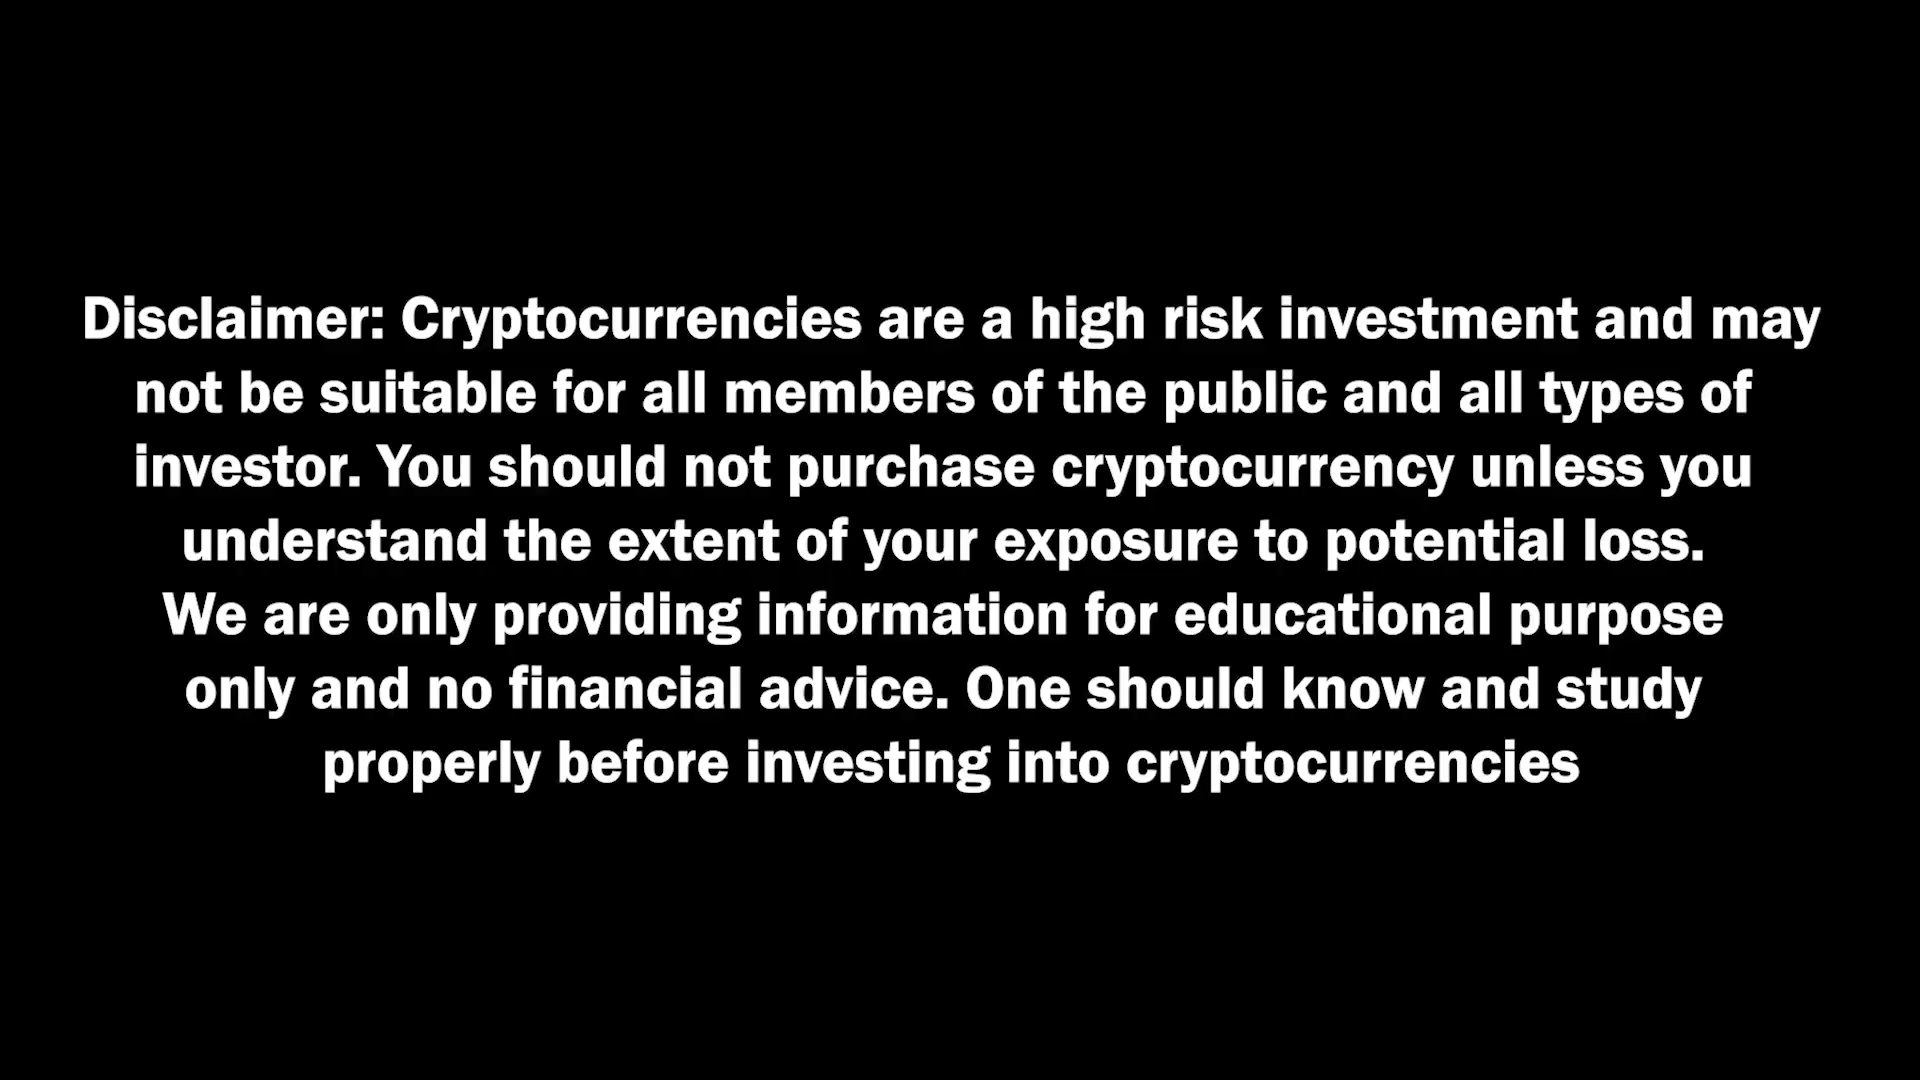 Disclaimer: Cryptocurrencies are a high risk investment and may
not be suitable for all members of the public and all types of
investor. You should not purchase cryptocurrency unless you
understand the extent of your exposure to potential loss.
We are only providing information for educational purpose
only and no financial advice. One should know and study
properly before investing into cryptocurrencies